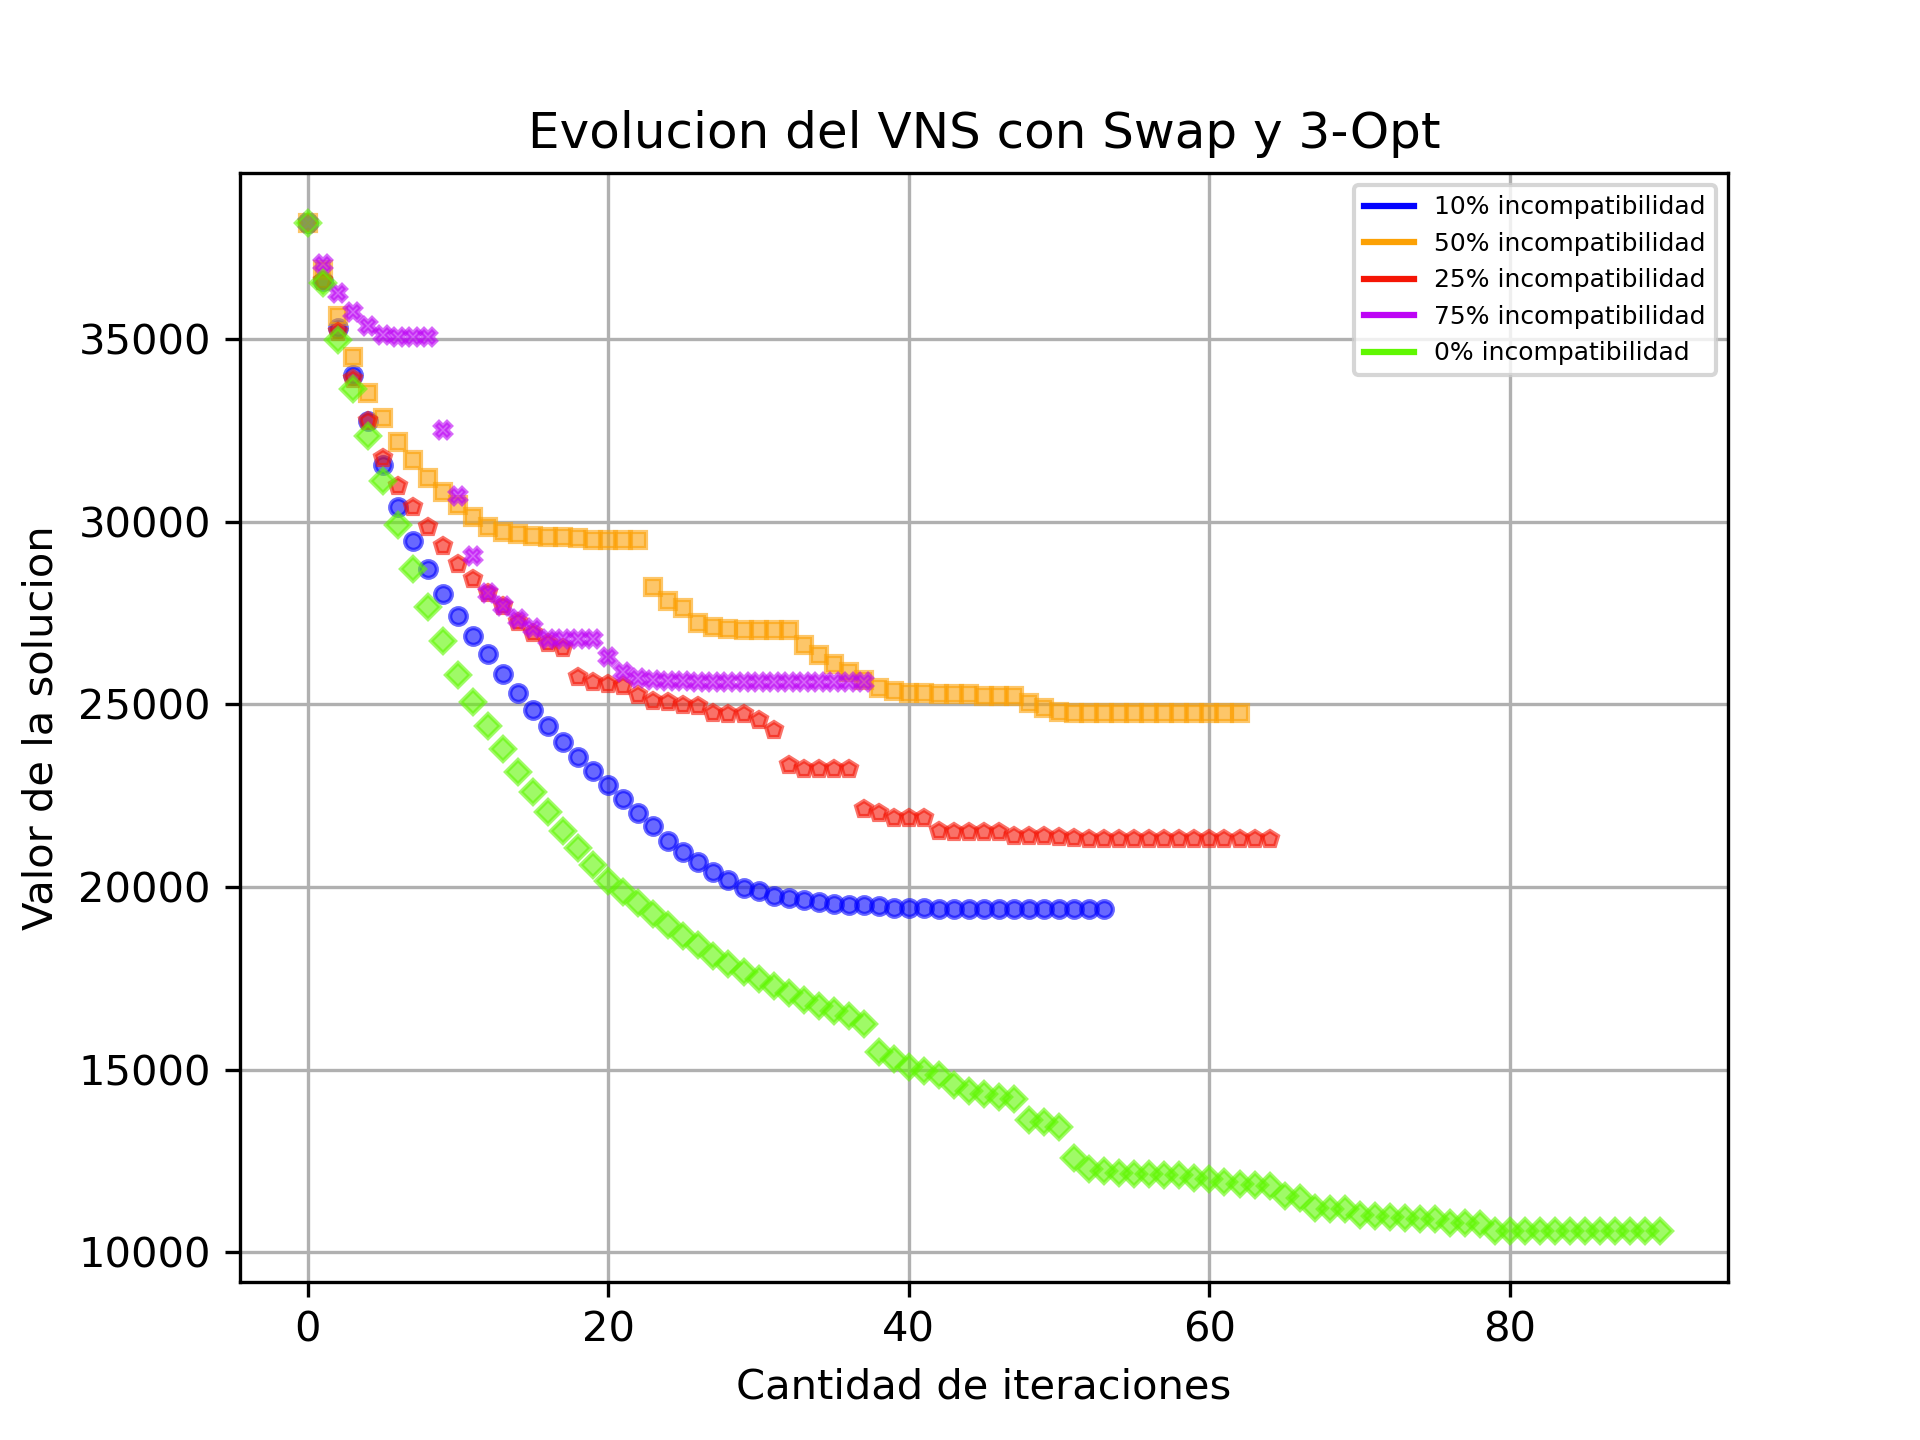 Evolucion del VNS con Swap y 3-Opt
10% incompatibilidad
50% incompatibilidad
25% incompatibilidad
75% incompatibilidad
0% incompatibilidad
Valor de la solucion
35000
30000
25000
20000
15000
10000
0 20 40 60 80
Cantidad de iteraciones